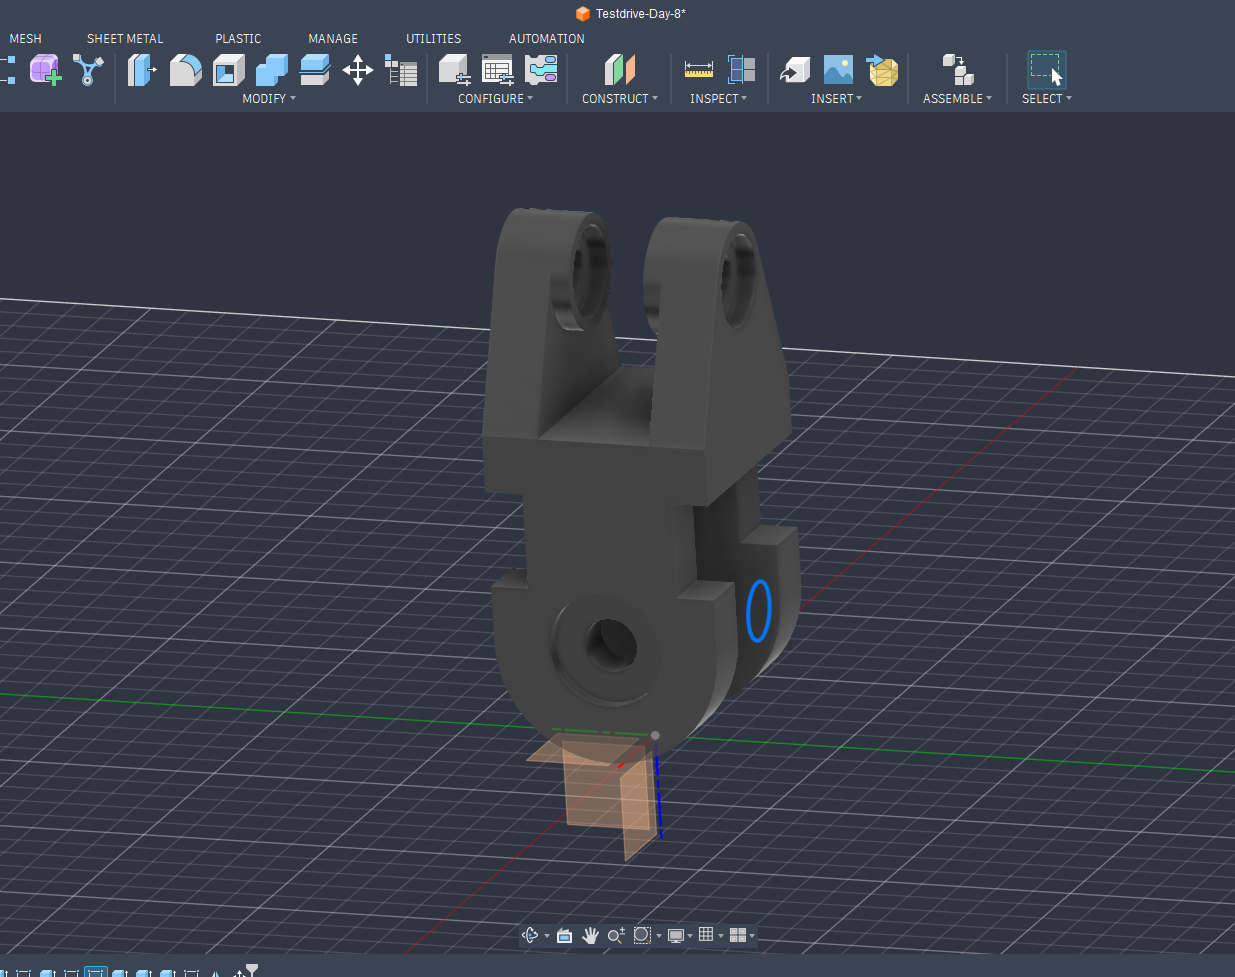 Testdrive-Day-8*
MESH SHEET METAL PLASTIC MANAGE UTILITIES AUTOMATION
MODIFY CONFIGURE CONSTRUCT INSPECT INSERT ASSEMBLE SELECT